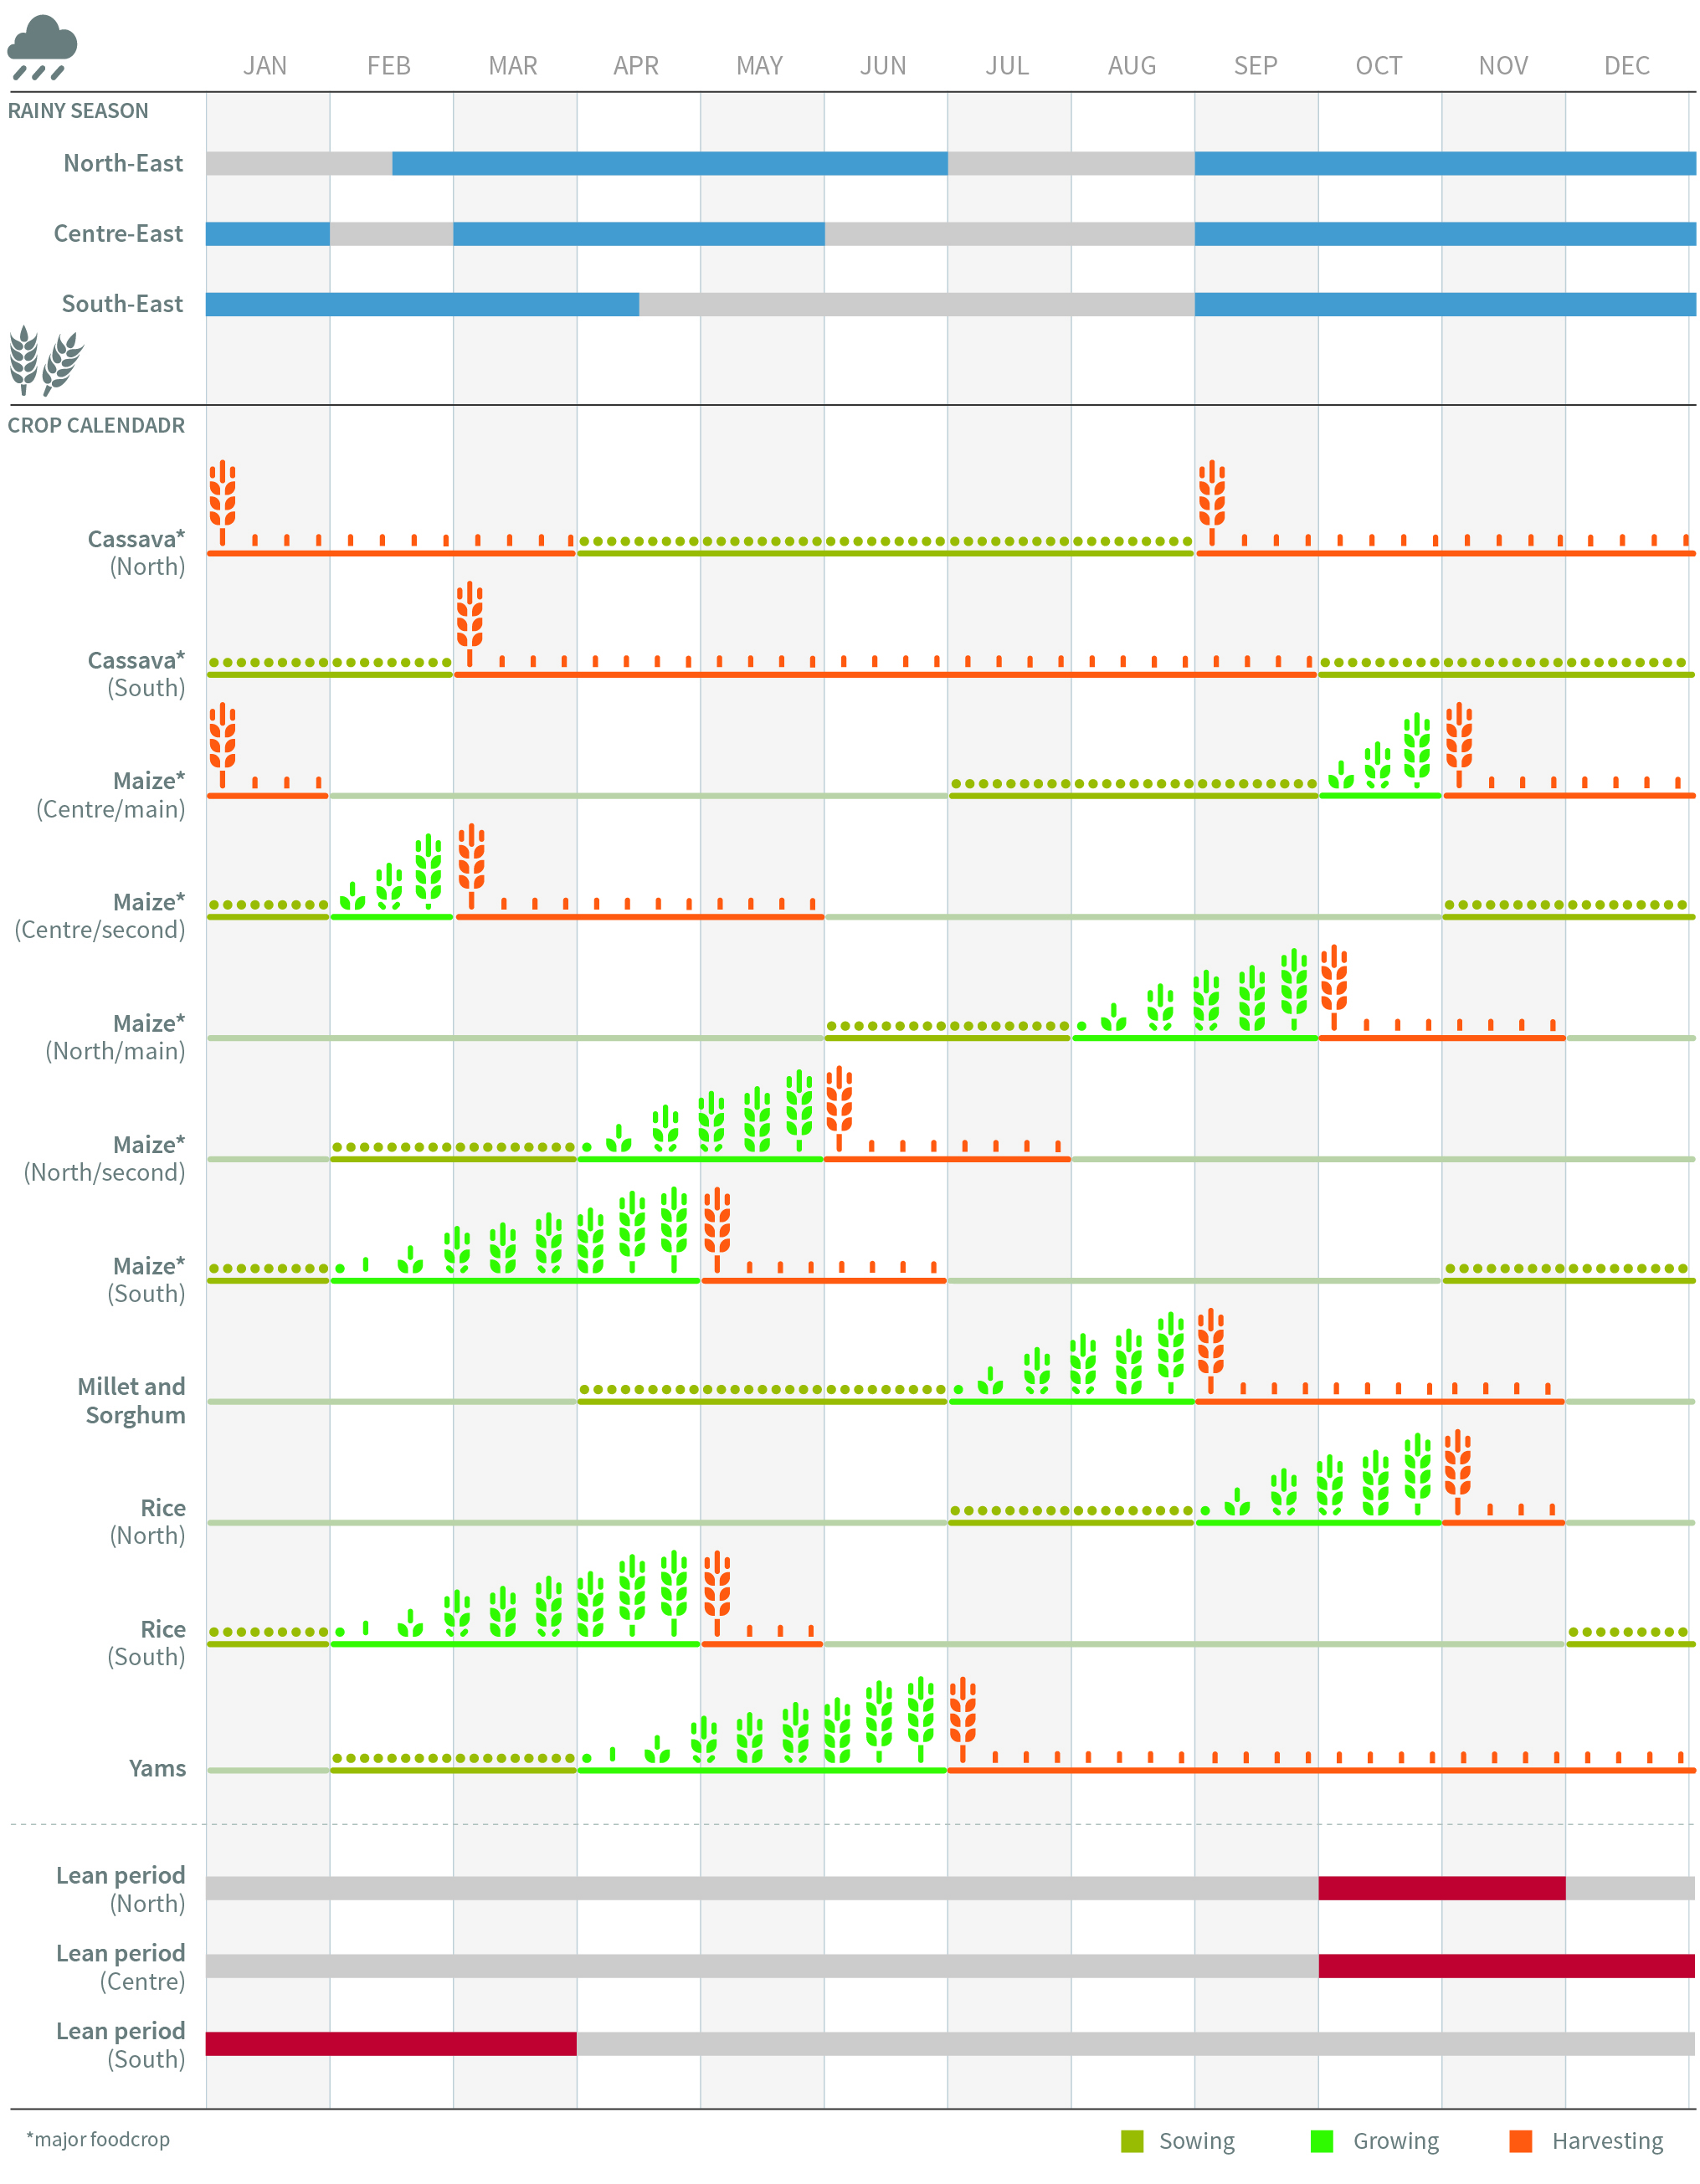 JAN FEB MAR APR MAY JUN JUL AUG SEP OCT NOV DEC
RAINY SEASON
North-East
Centre-East
South-East
CROP CALENDADR
Cassava*
(North)
Cassava*
(South)
Maize*
(Centre/main)
Maize*
(Centre/second)
Maize*
(North/main)
Maize*
(North/second)
Maize*
(South)
Millet and
Sorghum
Rice
(North)
Rice
(South)
Yams
Lean period
(North)
Lean period
(Centre)
Lean period
(South)
*major foodcrop
Sowing Growing Harvesting